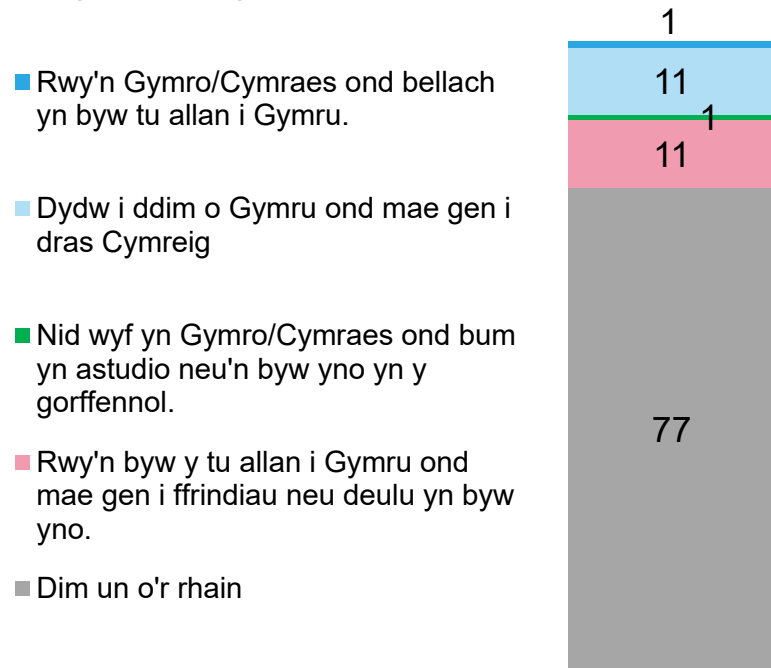 Rwy'n Gymro/Cymraes ond bellach
yn byw tu allan i Gymru.
Dydw i ddim o Gymru ond mae gen i
dras Cymreig
Nid wyf yn Gymro/Cymraes ond bum
yn astudio neu'n byw yno yn y
gorffennol.
Rwy'n byw y tu allan i Gymru ond
mae gen i ffrindiau neu deulu yn byw
yno.
Dim un o'r rhain
1
11
1
11
77